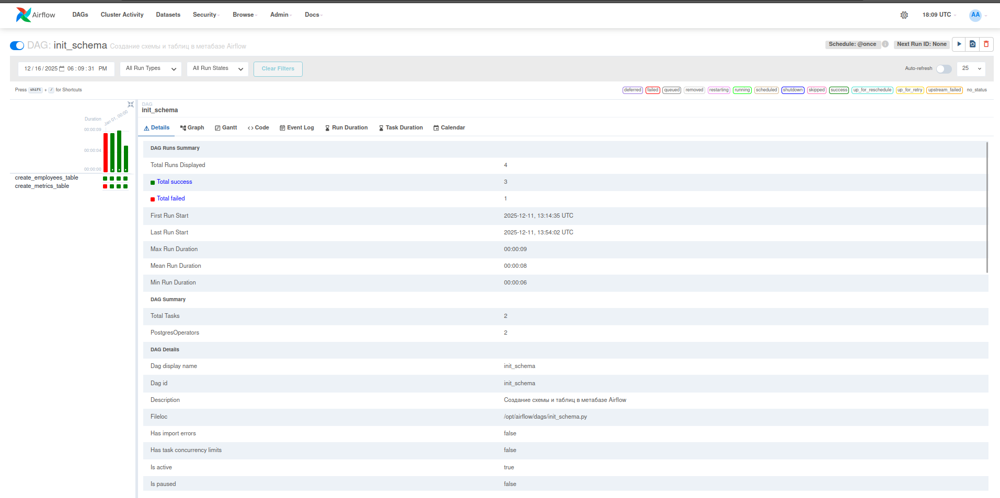 Airflow DAGs Cluster Activity Datasets Security Browse Admin Docs 18:09 UTC AA
DAG: init_schema Создание схемы и таблиц в метабазе Airflow Schedule: @once i Next Run ID: None
12/16/2025 06:09:31 PM All Run Types All Run States Clear Filters Auto-refresh 25
Press shift + / for Shortcuts deferred failed queued removed restarting running scheduled shutdown skipped success up_for_reschedule up_for_retry upstream_failed no_status
Duration
Jan 01, 00:00
00:00:09
00:00:04
00:00:00
create_employees_table
create_metrics_table
DAG
init_schema
Details Graph Gantt Code Event Log Run Duration Task Duration Calendar
DAG Runs Summary
Total Runs Displayed 4
Total success 3
Total failed 1
First Run Start 2025-12-11, 13:14:35 UTC
Last Run Start 2025-12-11, 13:54:02 UTC
Max Run Duration 00:00:09
Mean Run Duration 00:00:08
Min Run Duration 00:00:06
DAG Summary
Total Tasks 2
PostgresOperators 2
DAG Details
Dag display name init_schema
Dag id init_schema
Description Создание схемы и таблиц в метабазе Airflow
Fileloc /opt/airflow/dags/init_schema.py
Has import errors false
Has task concurrency limits false
Is active true
Is paused false